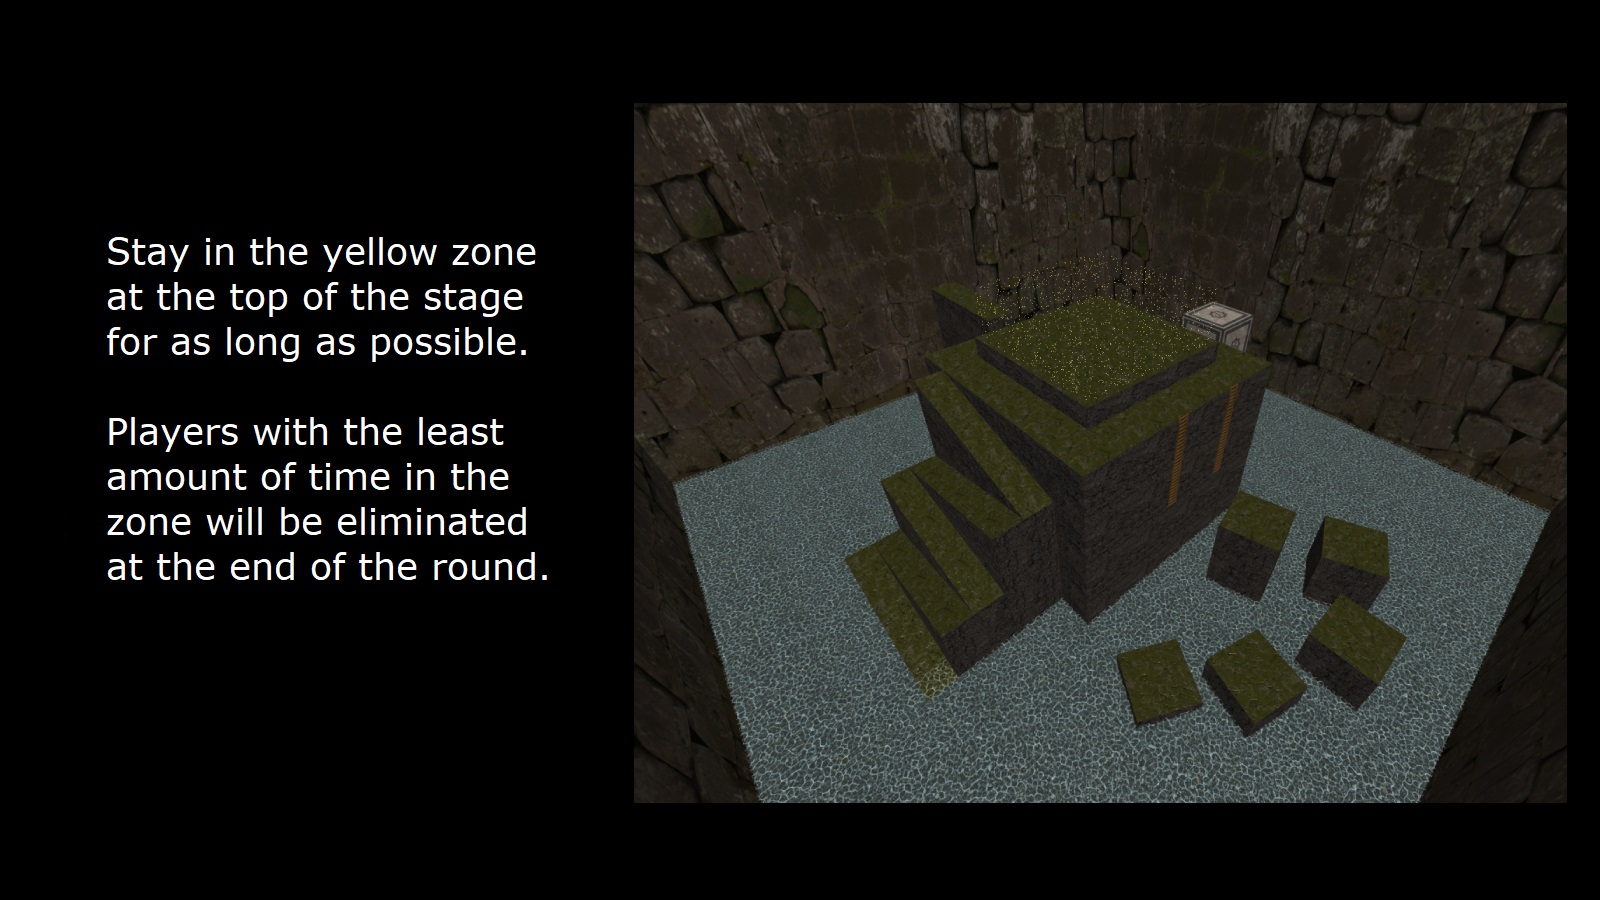 Stay in the yellow zone
at the top of the stage
for as long as possible.
Players with the least
amount of time in the
zone will be eliminated
at the end of the round.